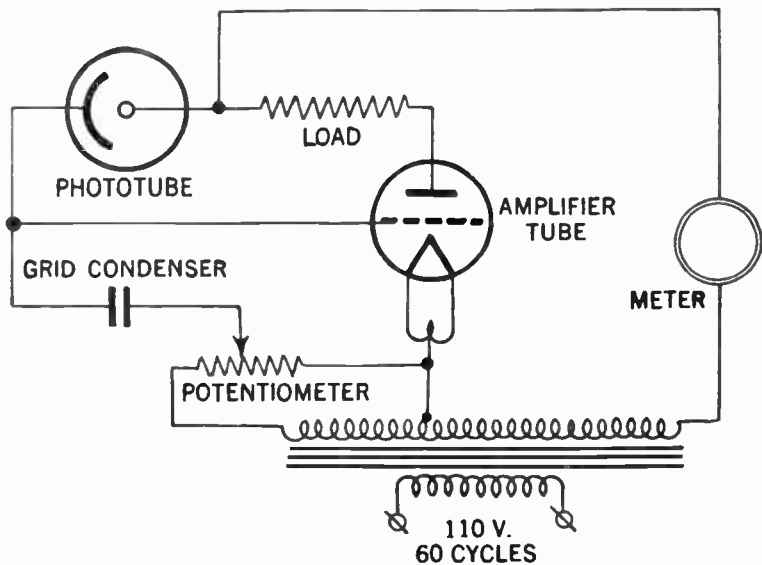 LOAD
PHOTOTUBE
AMPLIFIER
TUBE
GRID CONDENSER
METER
POTENTIOMETER
110 V.
60 CYCLES